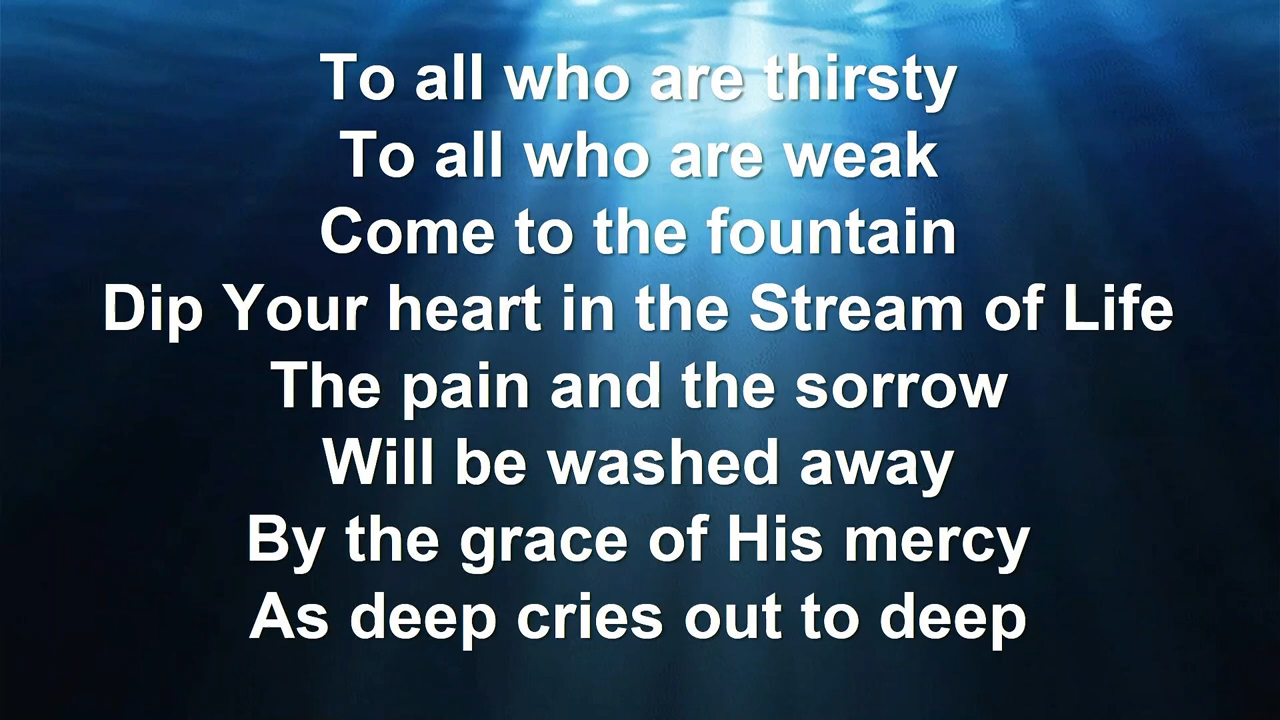 To all who are thirsty
To all who are weak
Come to the fountain
Dip Your heart in the Stream of Life
The pain and the sorrow
Will be washed away
By the grace of His mercy
As deep cries out to deep